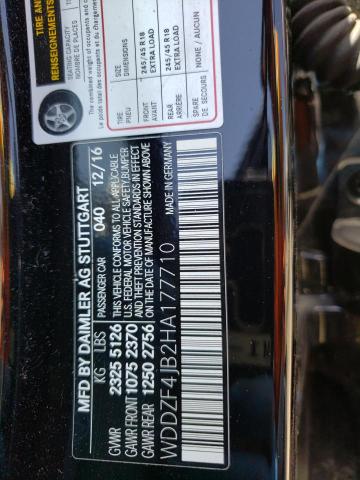 TIRE AN
RENSEIGNEMENTS
SEATING CAPACITY
NOMBRE DE PLACES
The combined weight of occupants and
Le poids total des occupants et du chargement
TIRE SIZE
PNEU DIMENSIONS
FRONT 245/45 R18
AVANT EXTRA LOAD
REAR 245/45 R18
ARRIÈRE EXTRA LOAD
SPARE NONE / AUCUN
DE SECOURS
MFD BY DAIMLER AG STUTTGART
KG LBS PASSENGER CAR 040 12/16
GVWR 2325 5126 THIS VEHICLE CONFORMS TO ALL APPLICABLE
GAWR FRONT 1075 2370 U.S. FEDERAL MOTOR VEHICLE SAFETY BUMPER
GAWR REAR 1250 2756 AND THEFT PREVENTION STANDARDS IN EFFECT
ON DATE OF MANUFACTURE SHOWN ABOVE
WDDZF4JB2HA177710 MADE IN GERMANY
WDDZF4JB2HA177710